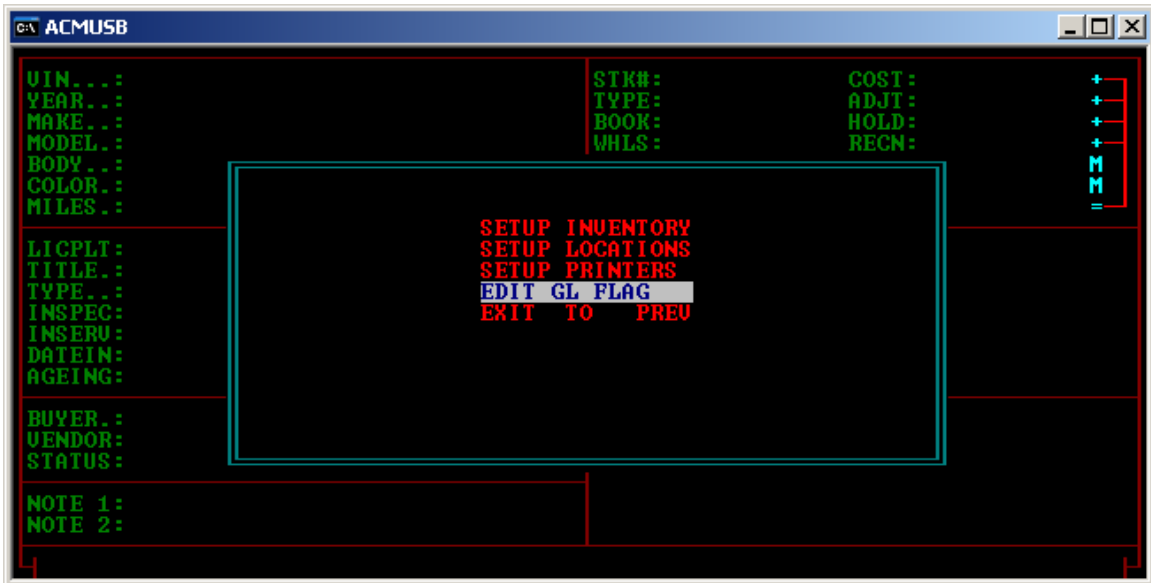 ACMUSB
VIN...: STK#: COST: +
YEAR..: TYPE: ADJT: +
MAKE..: BOOK: HOLD: +
MODEL.: WHLS: RECN: +
BODY..: M
COLOR.: M
MILES.: =
SETUP INVENTORY
LICPLT: SETUP LOCATIONS
TITLE.: SETUP PRINTERS
TYPE..: EDIT GL FLAG
INSPEC: EXIT TO PREV
INSERV:
DATEIN:
AGEING:
BUYER.:
VENDOR:
STATUS:
NOTE 1:
NOTE 2: